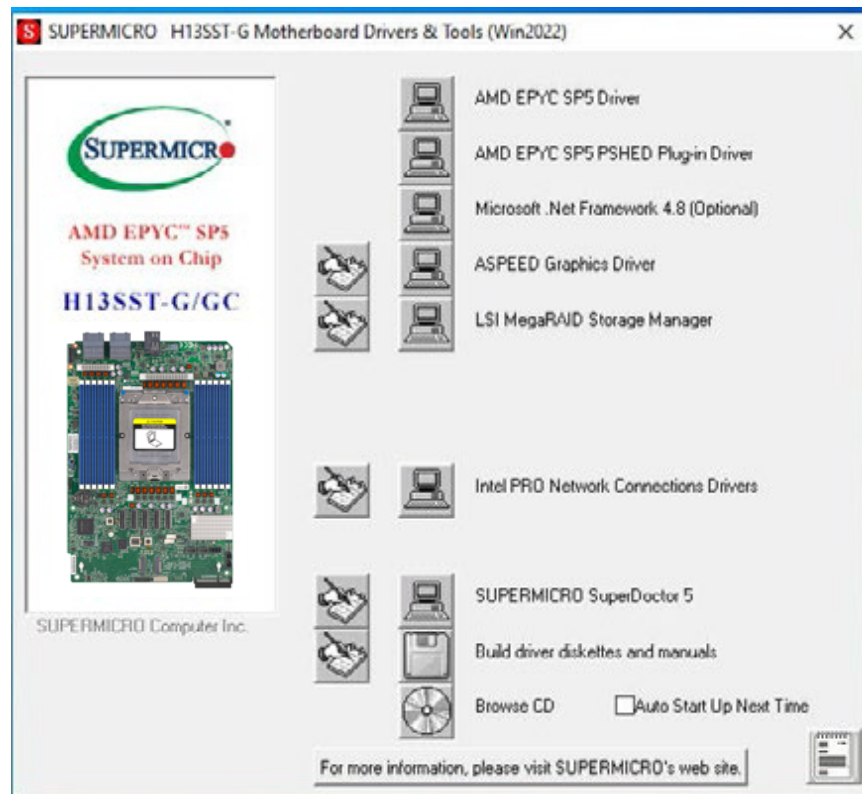 SUPERMICRO H13SST-G Motherboard Drivers & Tools (Win2022)
SUPERMICR
AMD EPYC™ SP5
System on Chip
H13SST-G/GC
SUPERMICRO Computer Inc.
AMD EPYC SP5 Driver
AMD EPYC SP5 PSHED Plug-in Driver
Microsoft .Net Framework 4.8 (Optional)
ASPEED Graphics Driver
LSI MegaRAID Storage Manager
Intel PRO Network Connections Drivers
SUPERMICRO SuperDoctor 5
Build driver diskettes and manuals
Browse CD
Auto Start Up Next Time
For more information, please visit SUPERMICRO's web site.